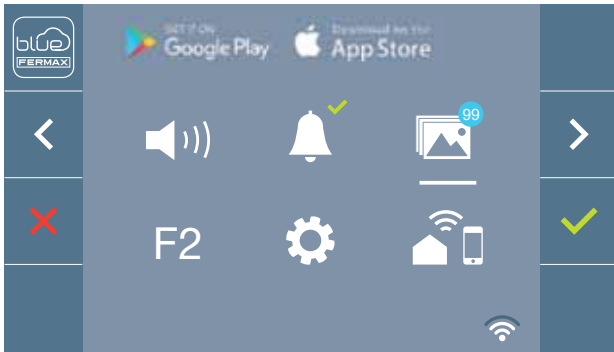 blue
FERMAX
GET IT ON
Google Play
Download on the
App Store
99
F2